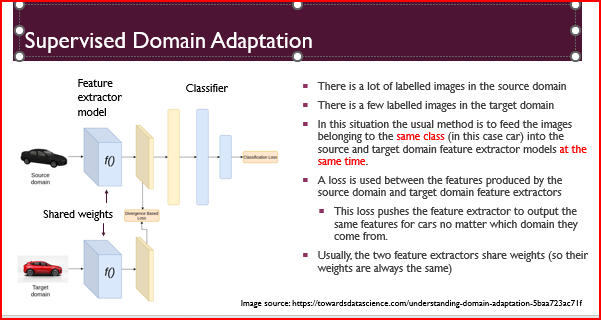 Supervised Domain Adaptation
Feature
extractor
model
Classifier
f()
Classification Loss
Source
domain
Shared weights
Divergence Based
Loss
f()
Target
domain
There is a lot of labelled images in the source domain
There is a few labelled images in the target domain
In this situation the usual method is to feed the images
belonging to the same class (in this case car) into the
source and target domain feature extractor models at
the same time.
A loss is used between the features produced by the
source domain and target domain feature extractors
This loss pushes the feature extractor to output the
same features for cars no matter which domain they
come from.
Usually, the two feature extractors share weights (so their
weights are always the same)
Image source: https://towardsdatascience.com/understanding-domain-adaptation-5baa723ac71f